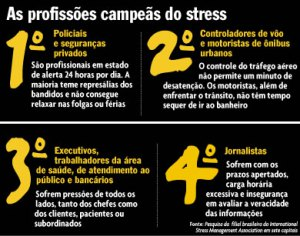 As profissões campeãs do stress
1º
Policiais
e seguranças
privados
São profissionais em estado
de alerta 24 horas por dia. A
maioria teme represálias dos
bandidos e não consegue
relaxar nas folgas ou férias
2º
Controladores de vôo
e motoristas de ônibus
urbanos
O controle do tráfego aéreo
não permite um minuto de
desatenção. Os motoristas, além
de enfrentar o trânsito, não têm tempo
sequer de ir ao banheiro
3º
Executivos,
trabalhadores da área
de saúde, de atendimento ao
público e bancários
Sofrem pressões de todos os
lados, tanto dos chefes como
dos clientes, pacientes ou
subordinados
4º
Jornalistas
Sofrem com os
prazos apertados, carga
horária excessiva e insegurança
em avaliar a veracidade
das informações
Fonte: Pesquisa da filial brasileira do International
Stress Management Association em sete capitais